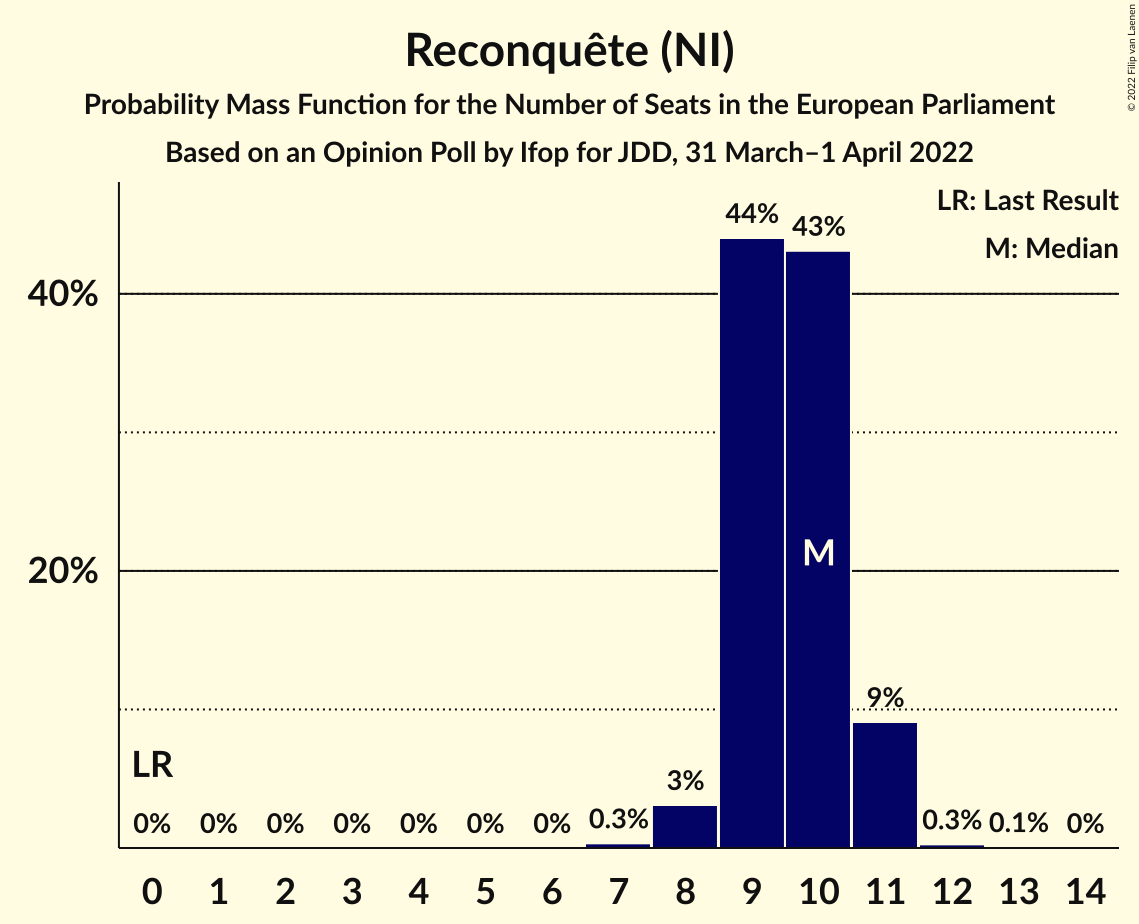 Reconquête (NI)
Probability Mass Function for the Number of Seats in the European Parliament
Based on an Opinion Poll by Ifop for JDD, 31 March–1 April 2022
© 2022 Filip van Laenen
LR: Last Result
M: Median
44%
43%
40%
20%
M
9%
LR
3%
0% 0% 0% 0% 0% 0% 0% 0.3% 0.3% 0.1% 0%
0 1 2 3 4 5 6 7 8 9 10 11 12 13 14